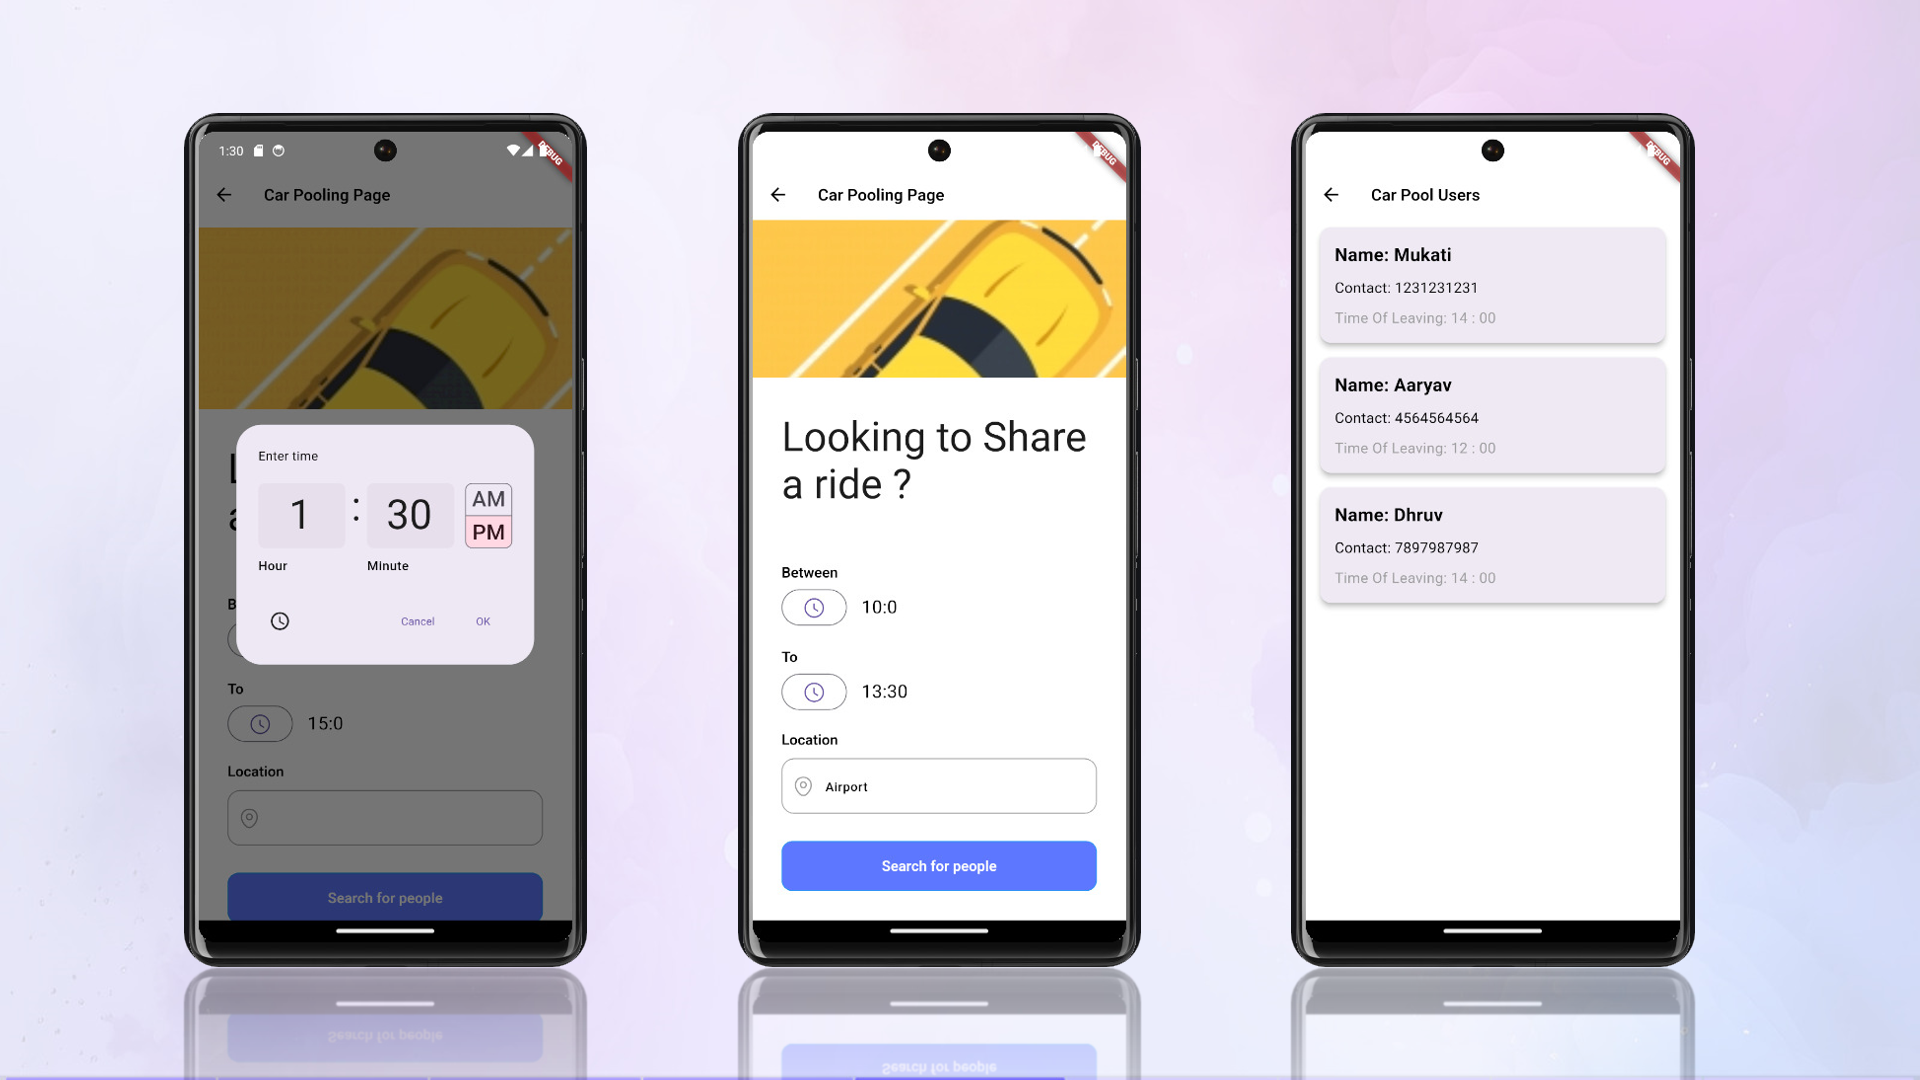 1:30
DEBUG
Car Pooling Page
Enter time
1 : 30
AM
PM
Hour
Minute
Cancel
OK
B
To
15:0
Location
Search for people
DEBUG
Car Pooling Page
Looking to Share
a ride ?
Between
10:0
To
13:30
Location
Airport
Search for people
DEBUG
Car Pool Users
Name: Mukati
Contact: 1231231231
Time Of Leaving: 14 : 00
Name: Aaryav
Contact: 4564564564
Time Of Leaving: 12 : 00
Name: Dhruv
Contact: 7897987987
Time Of Leaving: 14 : 00